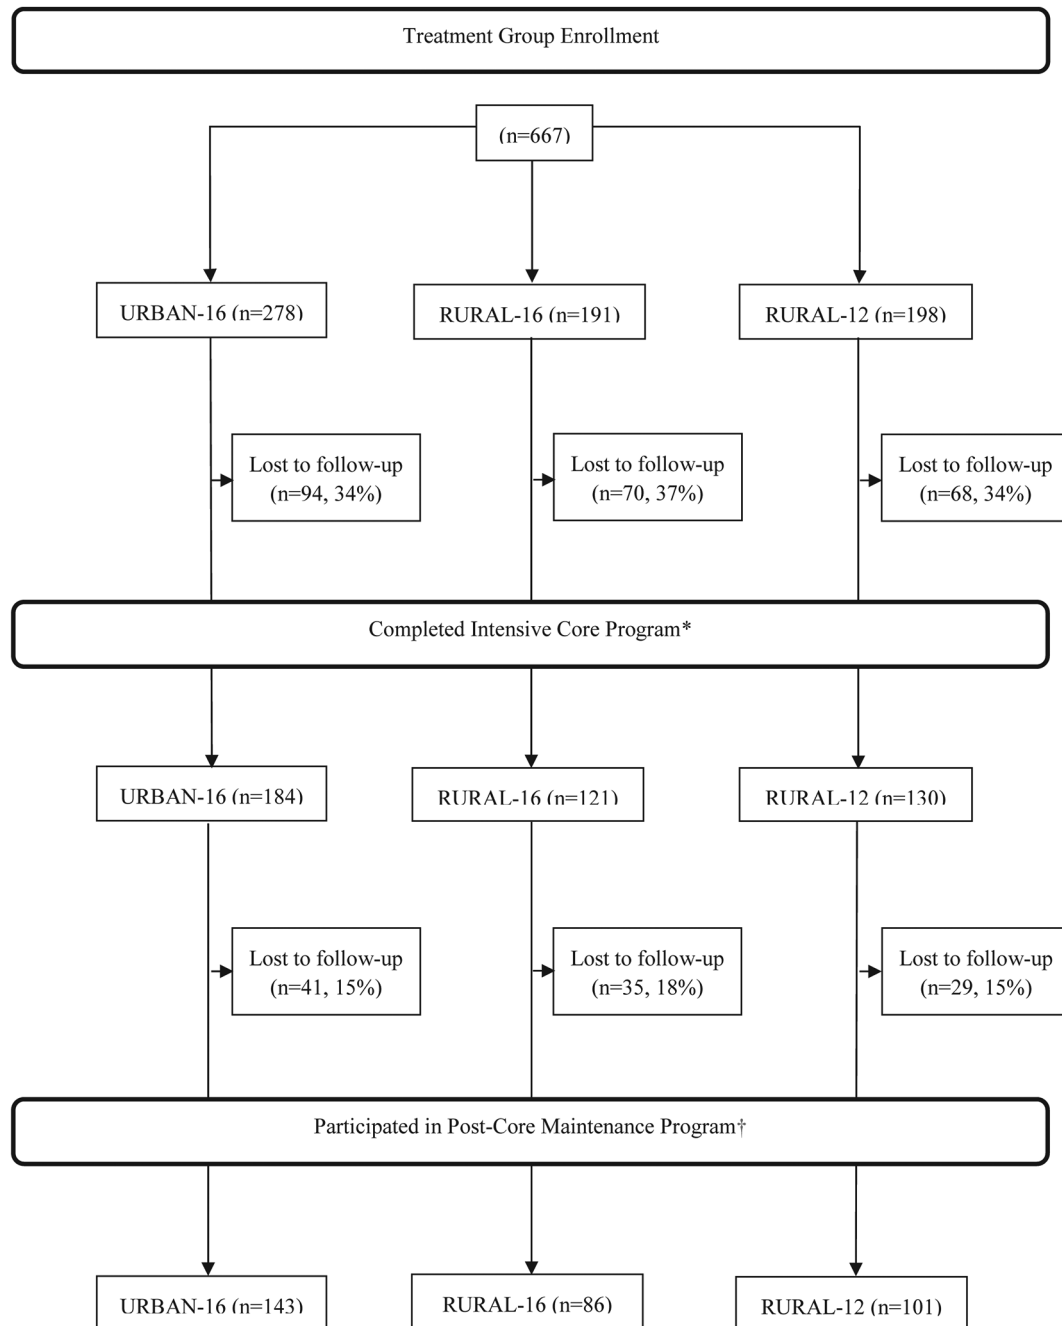 Treatment Group Enrollment
(n=667)
URBAN-16 (n=278)
RURAL-16 (n=191)
RURAL-12 (n=198)
Lost to follow-up
(n=94, 34%)
Lost to follow-up
(n=70, 37%)
Lost to follow-up
(n=68, 34%)
Completed Intensive Core Program*
URBAN-16 (n=184)
RURAL-16 (n=121)
RURAL-12 (n=130)
Lost to follow-up
(n=41, 15%)
Lost to follow-up
(n=35, 18%)
Lost to follow-up
(n=29, 15%)
Participated in Post-Core Maintenance Program†
URBAN-16 (n=143)
RURAL-16 (n=86)
RURAL-12 (n=101)